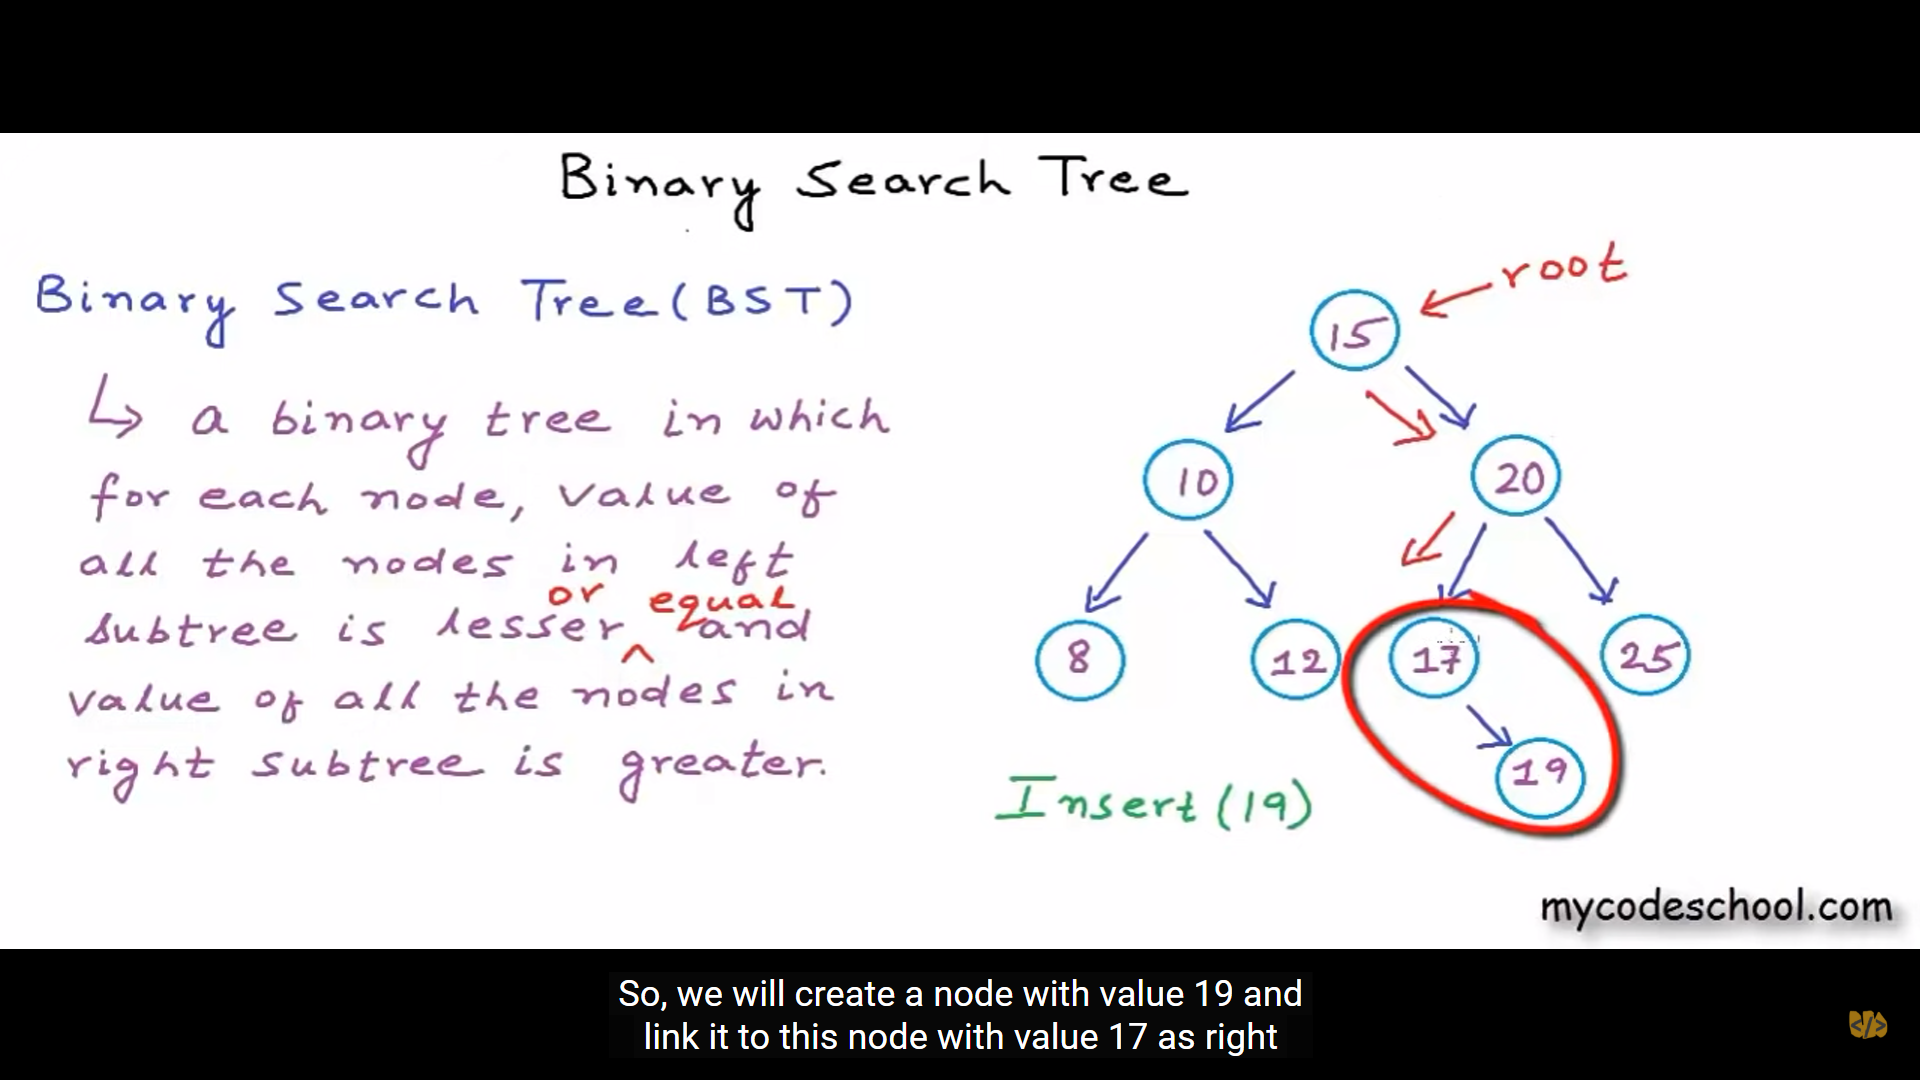 Binary Search Tree
Binary Search Tree (BST)
↳ a binary tree in which
for each node, value of
all the nodes in left
or equal
subtree is lesser ^ and
value of all the nodes in
right subtree is greater.
root
15
10
20
8
12
17
25
19
Insert(19)
mycodeschool.com
So, we will create a node with value 19 and
link it to this node with value 17 as right